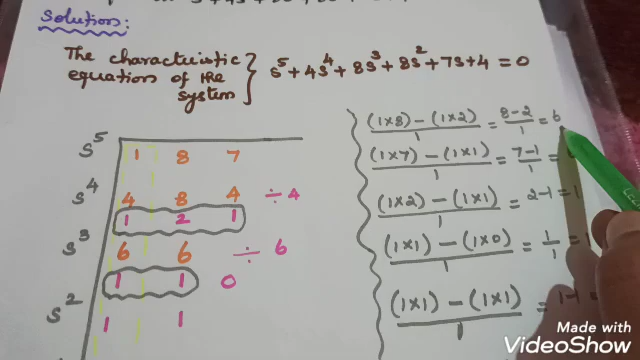 Solution:
The characteristic
equation of the
system } s⁵ + 4s⁴ + 8s³ + 8s² + 7s + 4 = 0
s⁵ 1 8 7
s⁴ 4 8 4 ÷ 4
1 2 1
s³ 6 6 ÷ 6
1 1 0
s² 1 1
(1×8) − (1×2) / 1 = 8−2 / 1 = 6
(1×7) − (1×1) / 1 = 7−1 / 1 =
(1×2) − (1×1) / 1 = 2−1 = 1
(1×1) − (1×0) / 1 = 1/1 = 1
(1×1) − (1×1) / 1 = 1−1 =
Made with
VideoShow